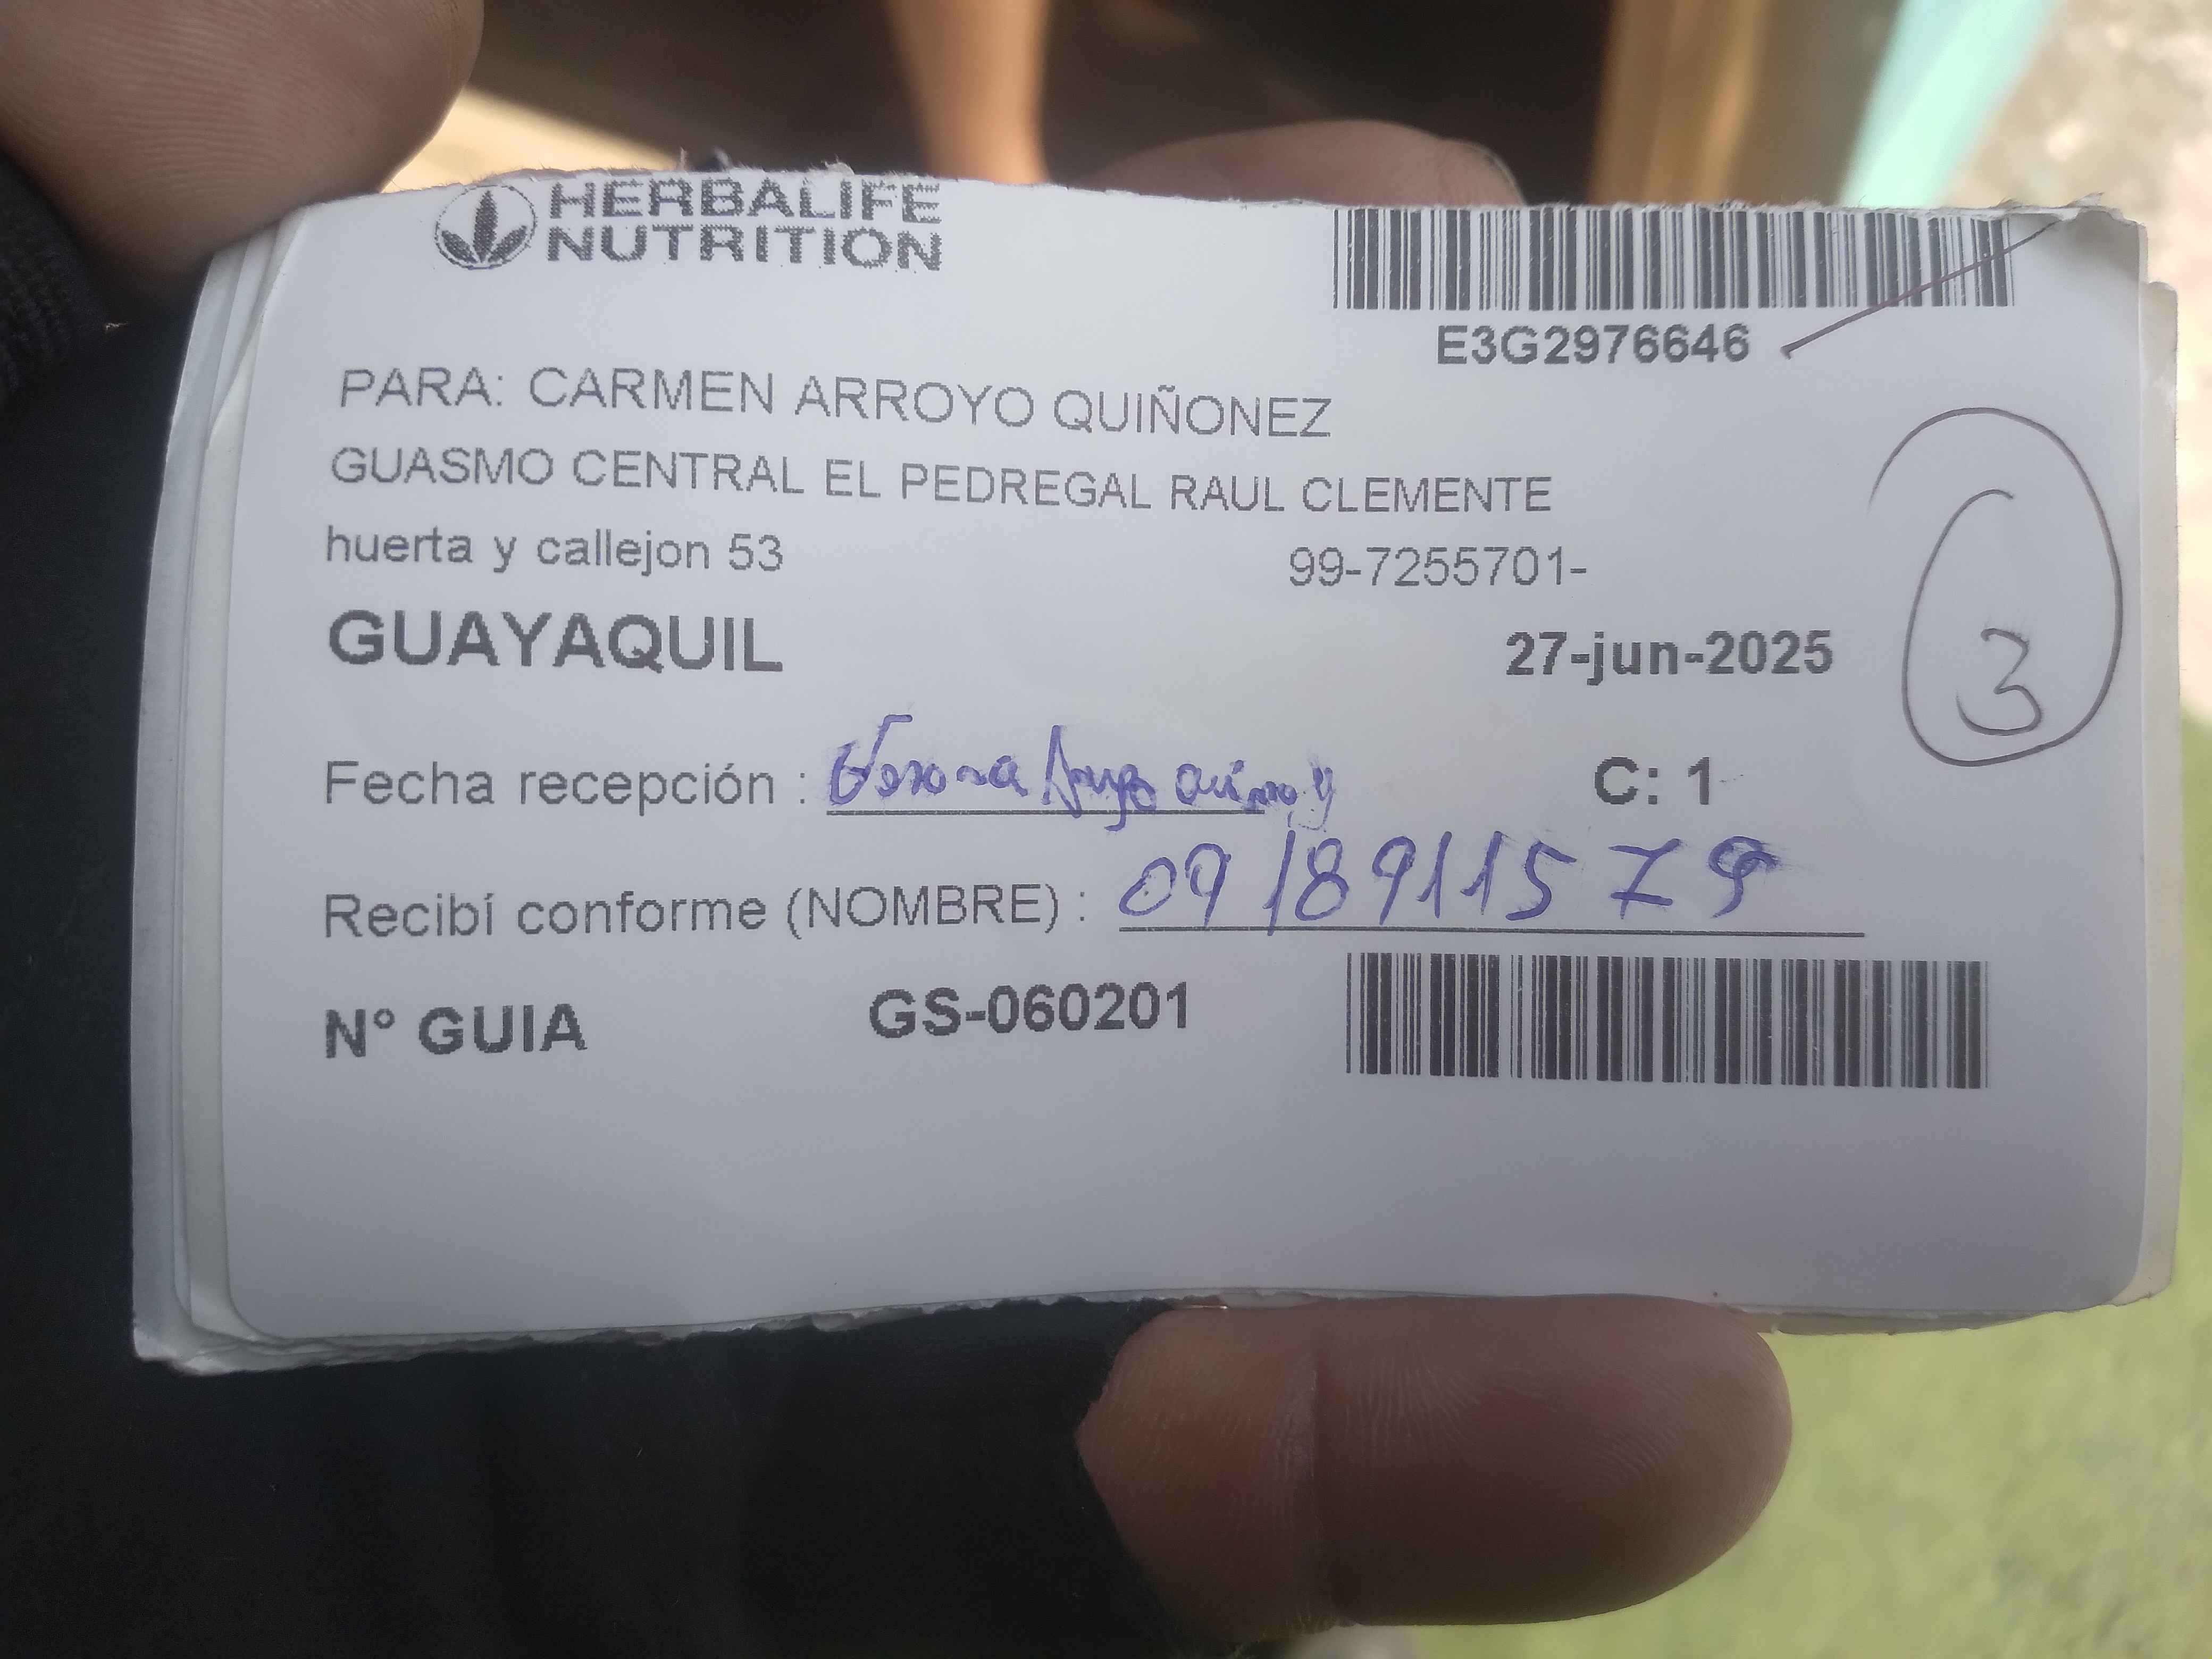 HERBALIFE
NUTRITION
E3G2976646
PARA: CARMEN ARROYO QUIÑONEZ
GUASMO CENTRAL EL PEDREGAL RAUL CLEMENTE
huerta y callejon 53 99-7255701-
GUAYAQUIL 27-jun-2025
3
Fecha recepción : C: 1
Recibí conforme (NOMBRE) : 0918911579
N° GUIA GS-060201